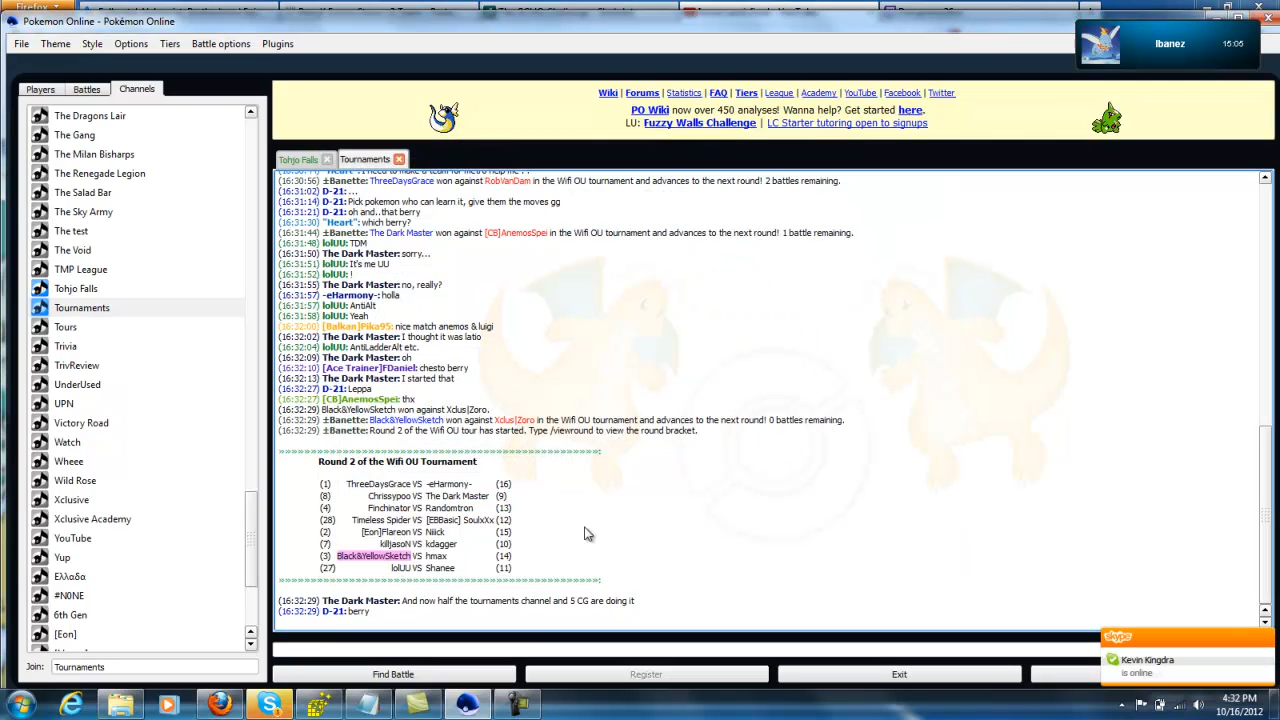 Firefox
Pokemon Online - Pokémon Online
File Theme Style Options Tiers Battle options Plugins
Ibanez 15:05
Players Battles Channels
The Dragons Lair
The Gang
The Milan Bisharps
The Renegade Legion
The Salad Bar
The Sky Army
The test
The Void
TMP League
Tohjo Falls
Tournaments
Tours
Trivia
TrivReview
UnderUsed
UPN
Victory Road
Watch
Wheee
Wild Rose
Xclusive
Xclusive Academy
YouTube
Yup
Ελλαδα
#N0NE
6th Gen
[Eon]
Join: Tournaments
Wiki | Forums | Statistics | FAQ | Tiers | League | Academy | YouTube | Facebook | Twitter
PO Wiki now over 450 analyses! Wanna help? Get started here.
LU: Fuzzy Walls Challenge | LC Starter tutoring open to signups
Tohjo Falls Tournaments
(16:30:56) ±Banette: ThreeDaysGrace won against RobVanDam in the Wifi OU tournament and advances to the next round! 2 battles remaining.
(16:31:02) D-21: ...
(16:31:14) D-21: Pick pokemon who can learn it, give them the moves gg
(16:31:21) D-21: oh and..that berry
(16:31:30) "Heart": which berry?
(16:31:44) ±Banette: The Dark Master won against [CB]AnemosSpei in the Wifi OU tournament and advances to the next round! 1 battle remaining.
(16:31:48) lolUU: TDM
(16:31:50) The Dark Master: sorry...
(16:31:51) lolUU: It's me UU
(16:31:52) lolUU: !
(16:31:55) The Dark Master: no, really?
(16:31:57) -eHarmony-: holla
(16:31:57) lolUU: AntiAlt
(16:31:58) lolUU: Yeah
(16:32:00) [Balkan]Pika95: nice match anemos & luigi
(16:32:02) The Dark Master: I thought it was latio
(16:32:04) lolUU: AntiLadderAlt etc.
(16:32:09) The Dark Master: oh
(16:32:10) [Ace Trainer]FDaniel: chesto berry
(16:32:13) The Dark Master: I started that
(16:32:27) D-21: Leppa
(16:32:27) [CB]AnemosSpei: thx
(16:32:29) Black&YellowSketch won against Xclus|Zoro.
(16:32:29) ±Banette: Black&YellowSketch won against Xclus|Zoro in the Wifi OU tournament and advances to the next round! 0 battles remaining.
(16:32:29) ±Banette: Round 2 of the Wifi OU tour has started. Type /viewround to view the round bracket.
Round 2 of the Wifi OU Tournament
(1) ThreeDaysGrace VS -eHarmony- (16)
(8) Chrissypoo VS The Dark Master (9)
(4) Finchinator VS Randomtron (13)
(28) Timeless Spider VS [EBBasic] SoulxXx (12)
(2) [Eon]Flareon VS Niiick (15)
(7) killjasoN VS kdagger (10)
(3) Black&YellowSketch VS hmax (14)
(27) lolUU VS Shanee (11)
(16:32:29) The Dark Master: And now half the tournaments channel and 5 CG are doing it
(16:32:29) D-21: berry
Find Battle Register Exit
skype
Kevin Kingdra
is online
4:32 PM
10/16/2012